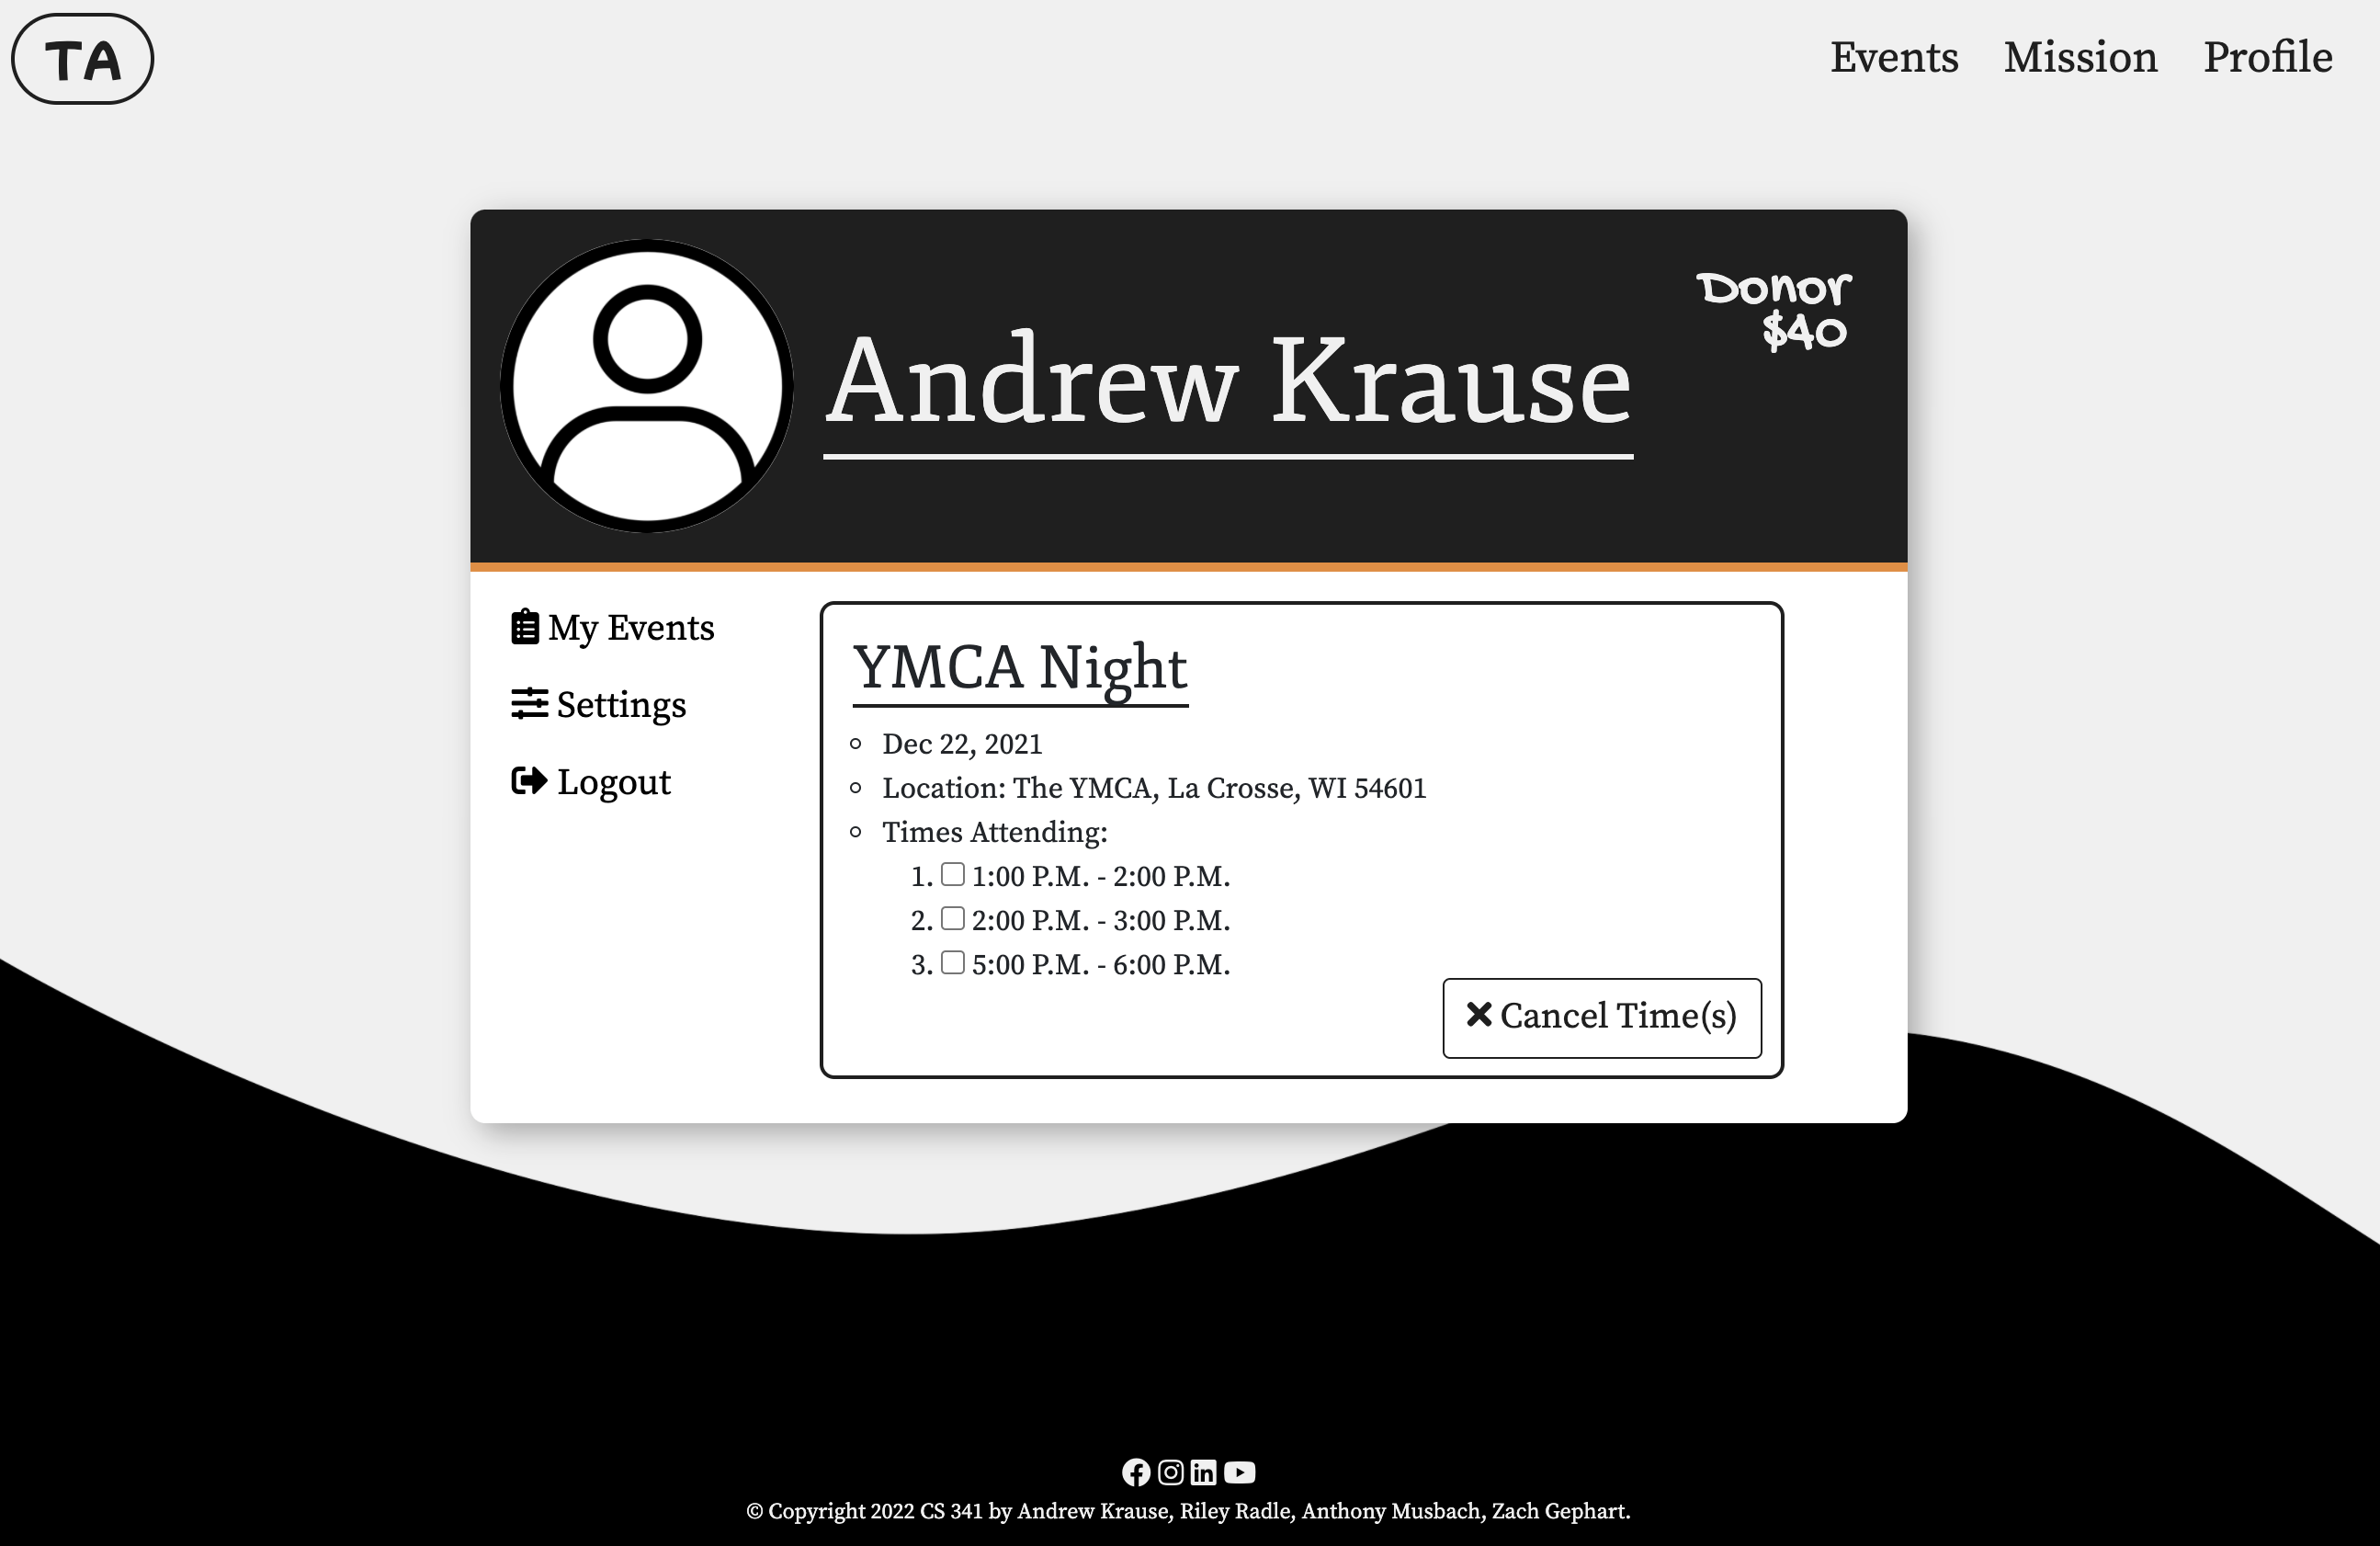 TA
Events Mission Profile
Donor
$40
Andrew Krause
My Events
Settings
Logout
YMCA Night
Dec 22, 2021
Location: The YMCA, La Crosse, WI 54601
Times Attending:
1. 1:00 P.M. - 2:00 P.M.
2. 2:00 P.M. - 3:00 P.M.
3. 5:00 P.M. - 6:00 P.M.
Cancel Time(s)
© Copyright 2022 CS 341 by Andrew Krause, Riley Radle, Anthony Musbach, Zach Gephart.